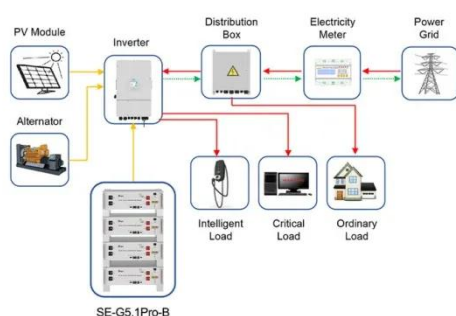 PV Module
Inverter
Distribution
Box
Electricity
Meter
Power
Grid
Alternator
Intelligent
Load
Critical
Load
Ordinary
Load
SE-G5.1Pro-B